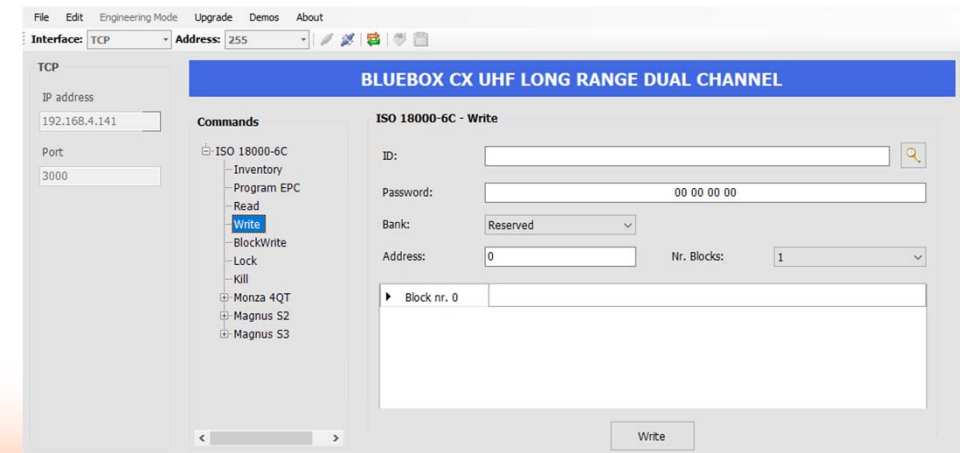 File Edit Engineering Mode Upgrade Demos About
Interface: TCP Address: 255
TCP
IP address
192.168.4.141
Port
3000
BLUEBOX CX UHF LONG RANGE DUAL CHANNEL
Commands
ISO 18000-6C
Inventory
Program EPC
Read
Write
BlockWrite
Lock
Kill
Monza 4QT
Magnus S2
Magnus S3
ISO 18000-6C - Write
ID:
Password: 00 00 00 00
Bank: Reserved
Address: 0 Nr. Blocks: 1
Block nr. 0
Write